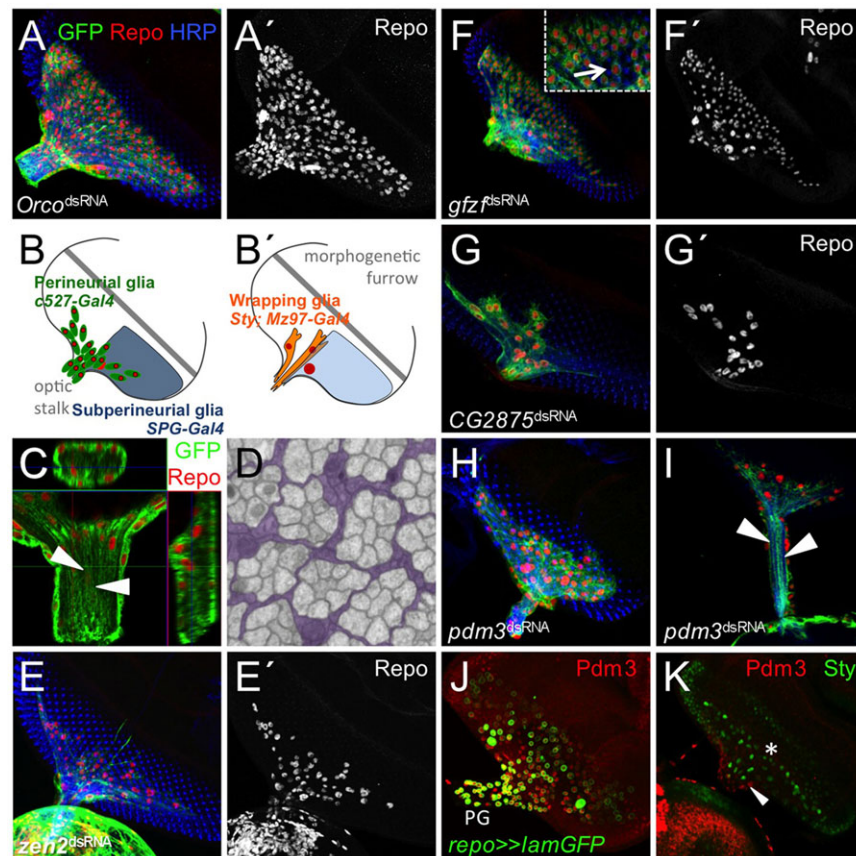 A GFP Repo HRP
Orco dsRNA
A´ Repo
F
gfzf dsRNA
F´ Repo
B
Perineurial glia
c527-Gal4
optic
stalk
Subperineurial glia
SPG-Gal4
B´
morphogenetic
furrow
Wrapping glia
Sty; Mz97-Gal4
G
CG2875 dsRNA
G´ Repo
C
GFP
Repo
D
H
pdm3 dsRNA
I
pdm3 dsRNA
E
zen2 dsRNA
E´ Repo
J Pdm3
PG
repo>>lamGFP
K Pdm3 Sty
*